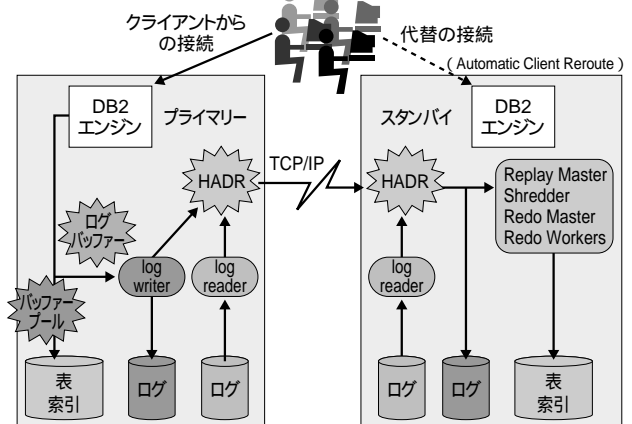 クライアントから
の接続
代替の接続
（Automatic Client Reroute）
DB2
エンジン
プライマリー
スタンバイ
DB2
エンジン
HADR
TCP/IP
HADR
Replay Master
Shredder
Redo Master
Redo Workers
ログ
バッファー
log
writer
log
reader
log
reader
バッファー
プール
表
索引
ログ
ログ
ログ
ログ
表
索引